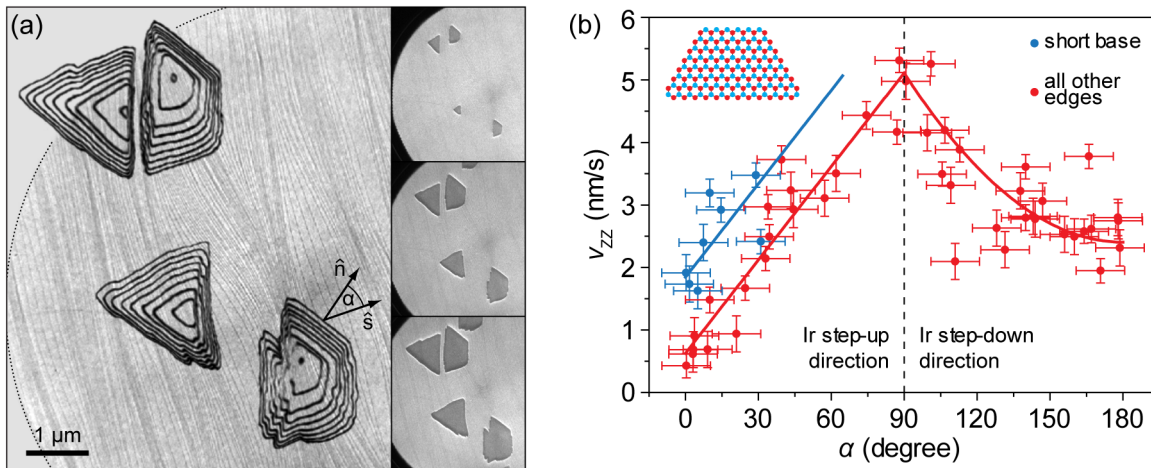 (a)
n̂
α
ŝ
1 μm
(b)
6
5
4
3
2
1
0
v_ZZ (nm/s)
short base
all other
edges
Ir step-up
direction
Ir step-down
direction
0
30
60
90
120
150
180
α (degree)